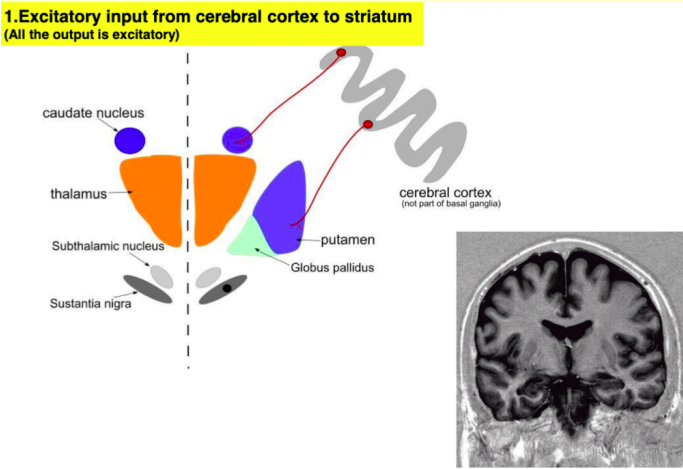 1.Excitatory input from cerebral cortex to striatum
(All the output is excitatory)
caudate nucleus
thalamus
cerebral cortex
(not part of basal ganglia)
Subthalamic nucleus
putamen
Globus pallidus
Sustantia nigra